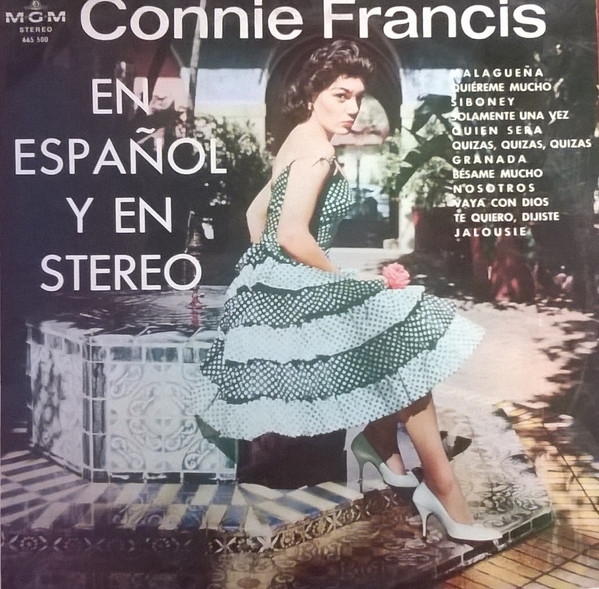 Connie Francis
MGM
STEREO
665 500
EN
ESPAÑOL
Y EN
STEREO
MALAGUEÑA
QUIÉREME MUCHO
SIBONEY
SOLAMENTE UNA VEZ
QUIEN SERA
QUIZAS, QUIZAS, QUIZAS
GRANADA
BÉSAME MUCHO
NOSOTROS
VAYA CON DIOS
TE QUIERO, DIJISTE
JALOUSIE